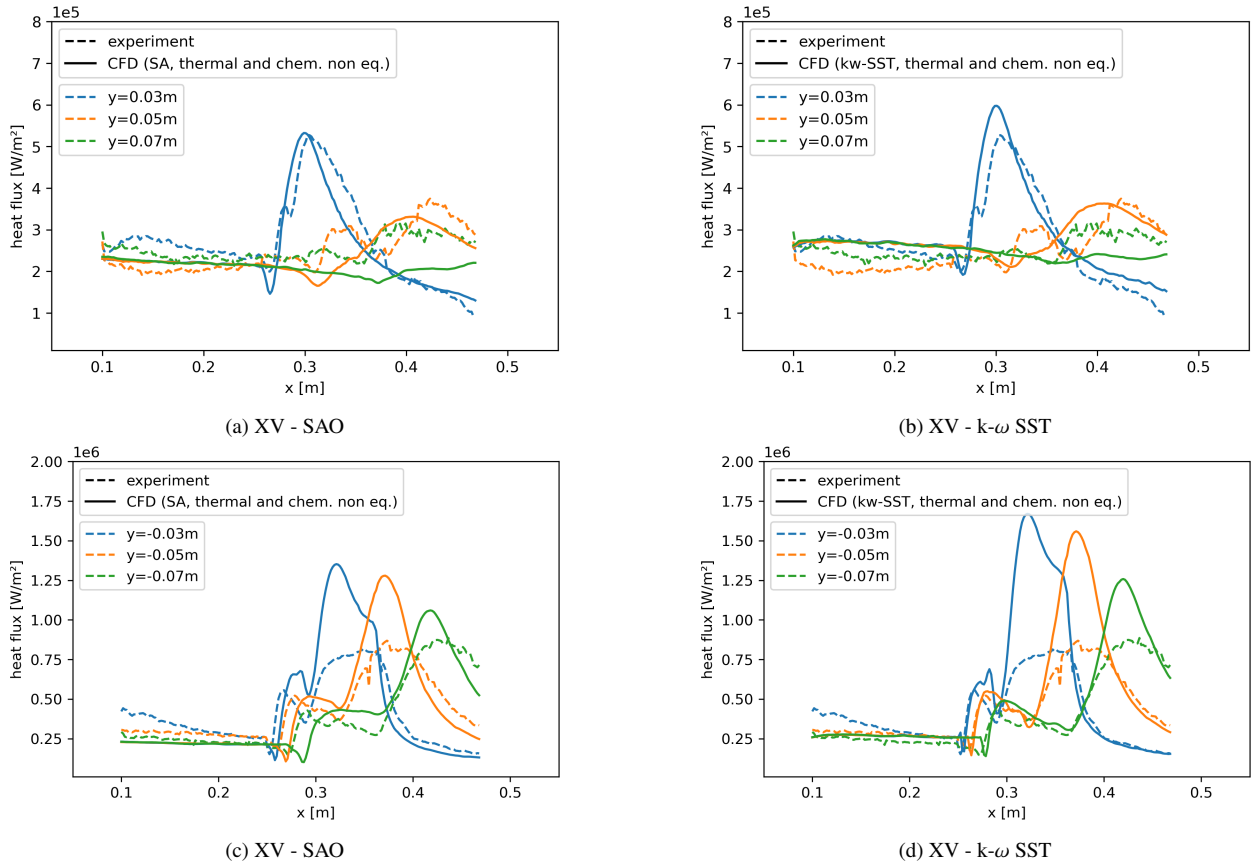 1e5
8
7
6
5
4
3
2
1
heat flux [W/m²]
experiment
CFD (SA, thermal and chem. non eq.)
y=0.03m
y=0.05m
y=0.07m
0.1 0.2 0.3 0.4 0.5
x [m]
(a) XV - SAO
1e5
8
7
6
5
4
3
2
1
heat flux [W/m²]
experiment
CFD (kw-SST, thermal and chem. non eq.)
y=0.03m
y=0.05m
y=0.07m
0.1 0.2 0.3 0.4 0.5
x [m]
(b) XV - k-ω SST
1e6
2.00
1.75
1.50
1.25
1.00
0.75
0.50
0.25
heat flux [W/m²]
experiment
CFD (SA, thermal and chem. non eq.)
y=-0.03m
y=-0.05m
y=-0.07m
0.1 0.2 0.3 0.4 0.5
x [m]
(c) XV - SAO
1e6
2.00
1.75
1.50
1.25
1.00
0.75
0.50
0.25
heat flux [W/m²]
experiment
CFD (kw-SST, thermal and chem. non eq.)
y=-0.03m
y=-0.05m
y=-0.07m
0.1 0.2 0.3 0.4 0.5
x [m]
(d) XV - k-ω SST